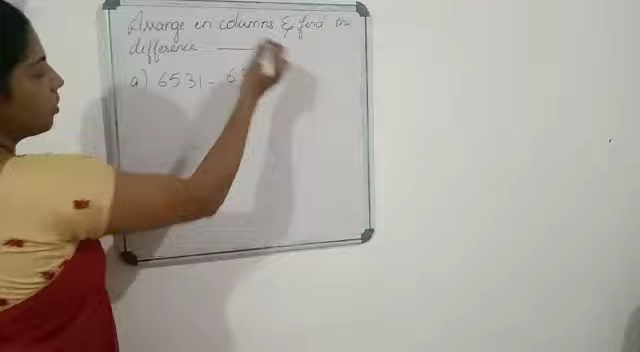 Arrange in columns & find the
difference
a) 6531 - 6